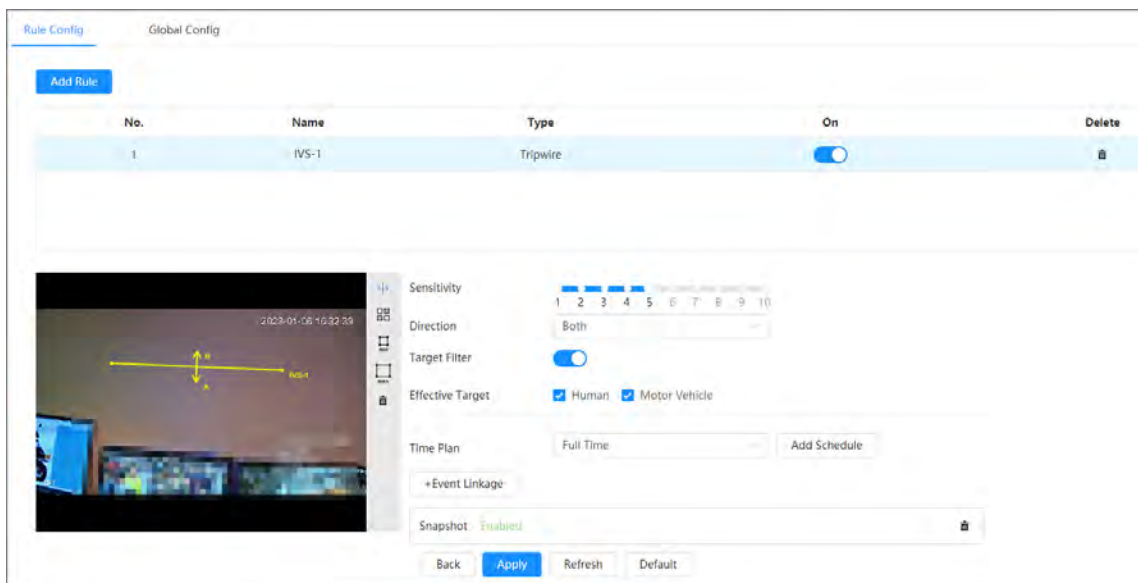 Rule Config Global Config
Add Rule
No. Name Type On Delete
1 IVS-1 Tripwire
Sensitivity
1 2 3 4 5 6 7 8 9 10
2023-01-06 16:32:39
Direction Both
B
Target Filter
IVS-1
A
Effective Target Human Motor Vehicle
Time Plan Full Time Add Schedule
+Event Linkage
Snapshot Enabled
Back Apply Refresh Default